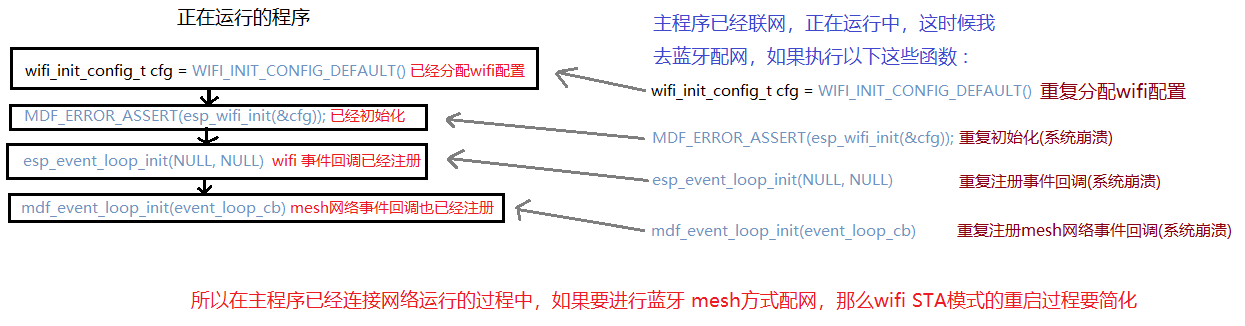 正在运行的程序
主程序已经联网，正在运行中，这时候我
去蓝牙配网，如果执行以下这些函数：
wifi_init_config_t cfg = WIFI_INIT_CONFIG_DEFAULT() 已经分配wifi配置
wifi_init_config_t cfg = WIFI_INIT_CONFIG_DEFAULT() 重复分配wifi配置
MDF_ERROR_ASSERT(esp_wifi_init(&cfg)); 已经初始化
MDF_ERROR_ASSERT(esp_wifi_init(&cfg)); 重复初始化(系统崩溃)
esp_event_loop_init(NULL, NULL) wifi 事件回调已经注册
esp_event_loop_init(NULL, NULL) 重复注册事件回调(系统崩溃)
mdf_event_loop_init(event_loop_cb) mesh网络事件回调也已经注册
mdf_event_loop_init(event_loop_cb) 重复注册mesh网络事件回调(系统崩溃)
所以在主程序已经连接网络运行的过程中，如果要进行蓝牙 mesh方式配网，那么wifi STA模式的重启过程要简化